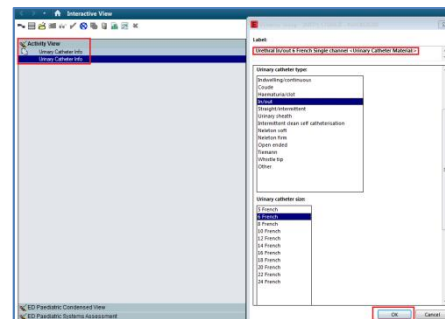 Interactive View
Activity View
Urinary Catheter Info
Urinary Catheter Info
ED Paediatric Condensed View
ED Paediatric Systems Assessment
Label:
Urethral In/out 6 French Single channel <Urinary Catheter Material>
Urinary catheter type:
Indwelling/continuous
Coude
Haematuria/clot
In/out
Straight/Intermittent
Urinary sheath
Intermittent clean self catheterisation
Nelaton soft
Nelaton firm
Open ended
Tiemann
Whistle tip
Other
Urinary catheter size:
5 French
6 French
8 French
10 French
12 French
14 French
16 French
18 French
20 French
22 French
24 French
OK
Cancel